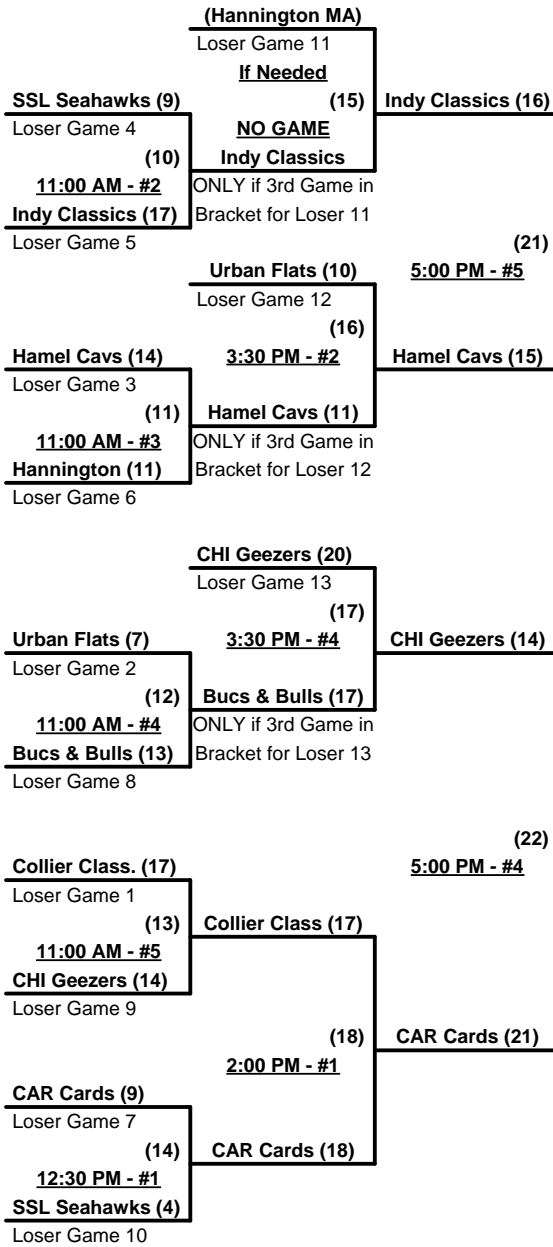 (Hannington MA)
Loser Game 11
If Needed
SSL Seahawks (9)
(15)
Indy Classics (16)
Loser Game 4
NO GAME
(10)
Indy Classics
11:00 AM - #2
ONLY if 3rd Game in
Indy Classics (17)
Bracket for Loser 11
Loser Game 5
(21)
Urban Flats (10)
5:00 PM - #5
Loser Game 12
(16)
Hamel Cavs (14)
3:30 PM - #2
Hamel Cavs (15)
Loser Game 3
(11)
Hamel Cavs (11)
11:00 AM - #3
ONLY if 3rd Game in
Hannington (11)
Bracket for Loser 12
Loser Game 6
CHI Geezers (20)
Loser Game 13
(17)
Urban Flats (7)
3:30 PM - #4
CHI Geezers (14)
Loser Game 2
(12)
Bucs & Bulls (17)
11:00 AM - #4
ONLY if 3rd Game in
Bucs & Bulls (13)
Bracket for Loser 13
Loser Game 8
(22)
Collier Class. (17)
5:00 PM - #4
Loser Game 1
(13)
Collier Class (17)
11:00 AM - #5
CHI Geezers (14)
Loser Game 9
(18)
CAR Cards (21)
2:00 PM - #1
CAR Cards (9)
Loser Game 7
(14)
CAR Cards (18)
12:30 PM - #1
SSL Seahawks (4)
Loser Game 10